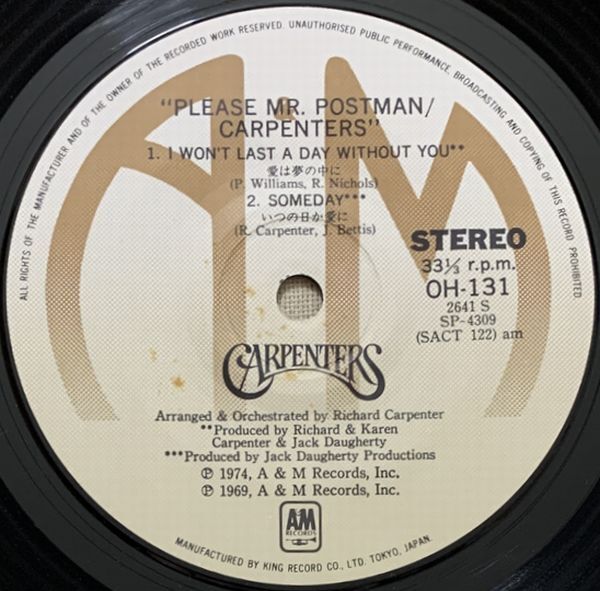 ALL RIGHTS OF THE MANUFACTURER AND OF THE OWNER OF THE RECORDED WORK RESERVED. UNAUTHORISED PUBLIC PERFORMANCE, BROADCASTING AND COPYING OF THIS RECORD PROHIBITED
A&M
"PLEASE MR. POSTMAN/
CARPENTERS"
1. I WON'T LAST A DAY WITHOUT YOU**
愛は夢の中に
(P. Williams, R. Nichols)
2. SOMEDAY***
いつの日か愛に
(R. Carpenter, J. Bettis)
STEREO
33⅓ r.p.m.
OH-131
2641 S
SP-4309
(SACT 122) am
CARPENTERS
Arranged & Orchestrated by Richard Carpenter
**Produced by Richard & Karen
Carpenter & Jack Daugherty
***Produced by Jack Daugherty Productions
℗ 1974, A & M Records, Inc.
℗ 1969, A & M Records, Inc.
A&M
RECORDS
MANUFACTURED BY KING RECORD CO., LTD. TOKYO, JAPAN.